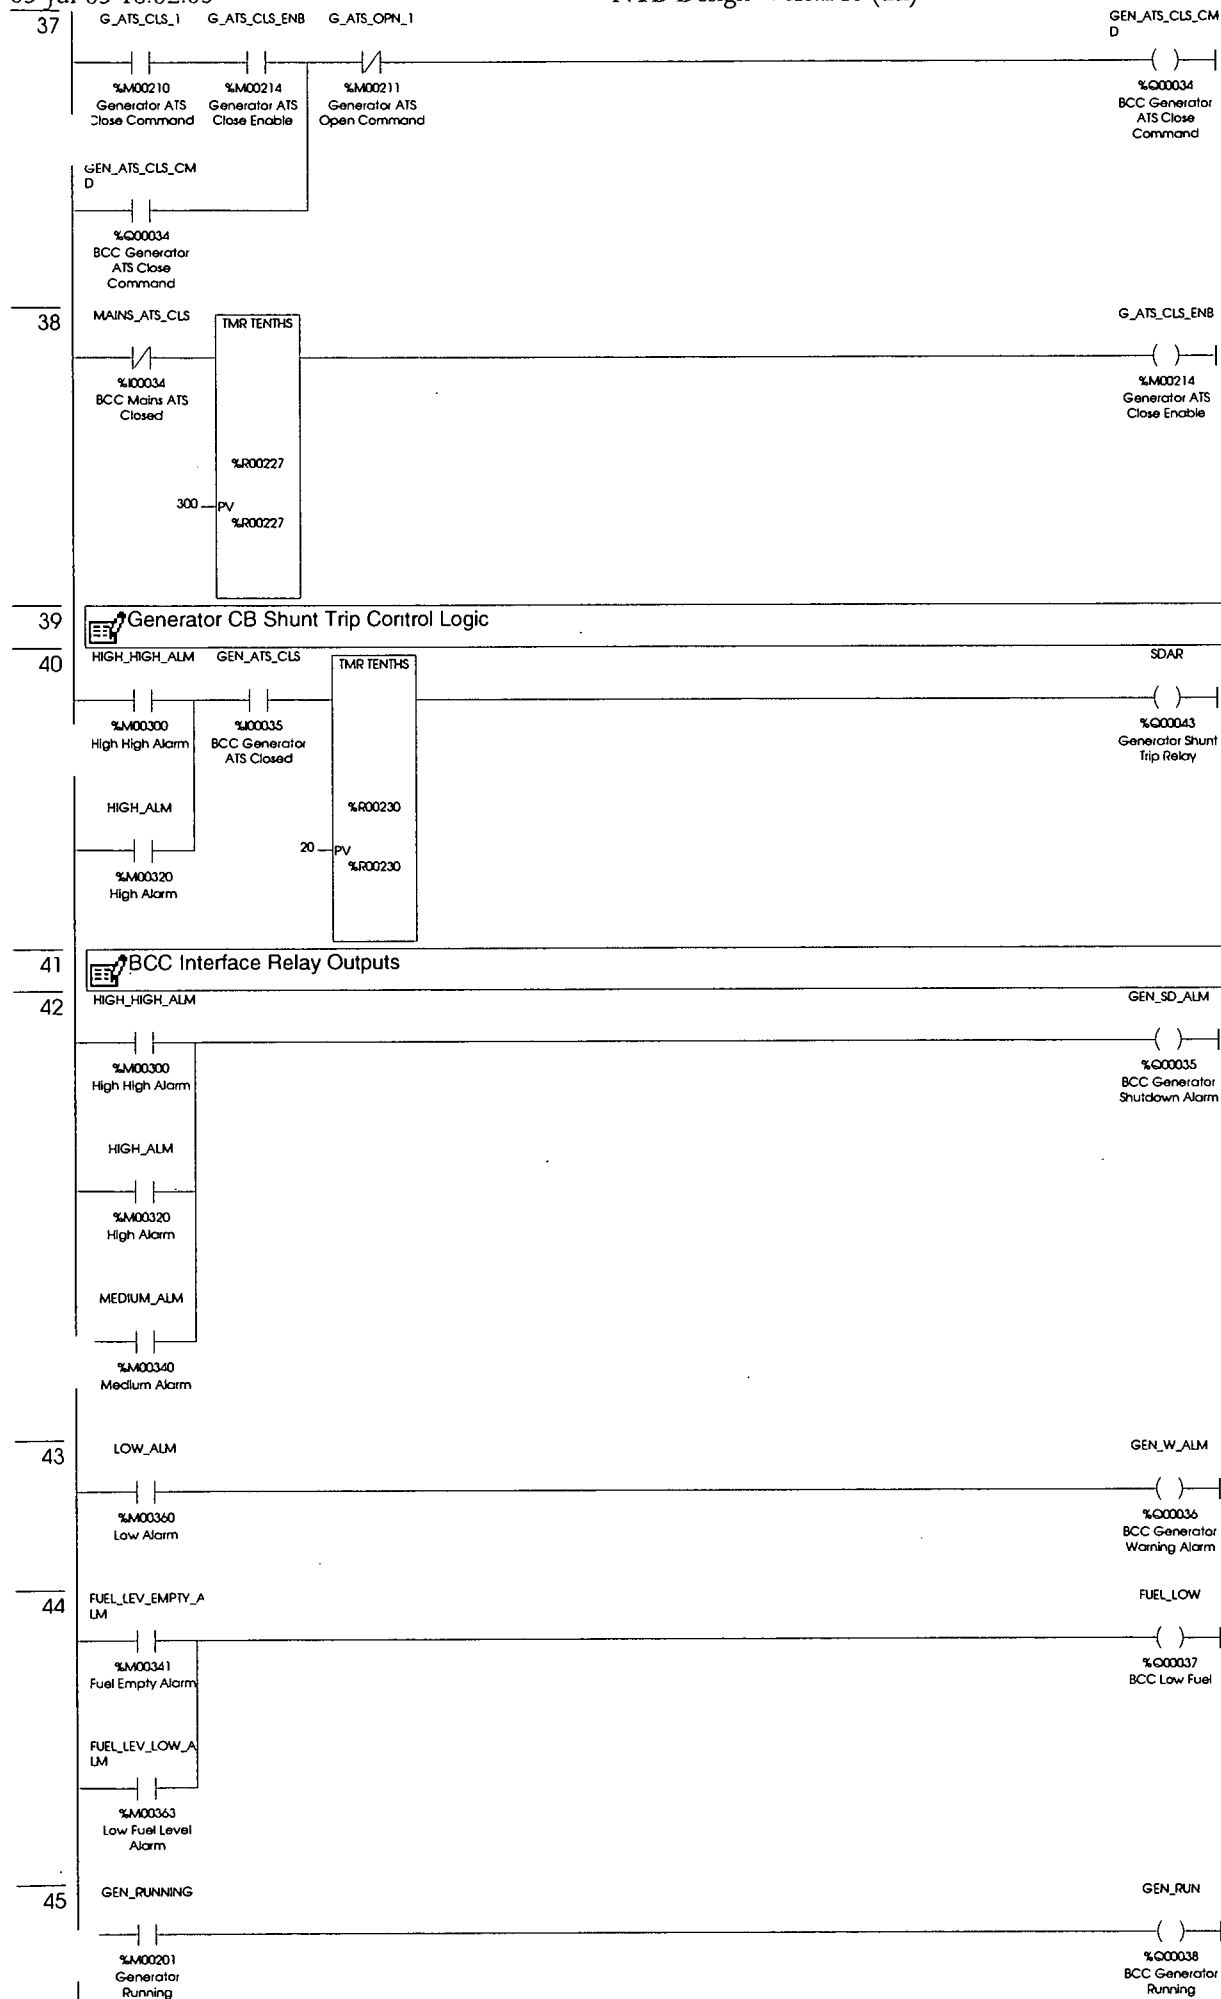 37
G_ATS_CLS_1 G_ATS_CLS_ENB G_ATS_OPN_1 GEN_ATS_CLS_CM
D
%M00210 %M00214 %M00211 %Q00034
Generator ATS Generator ATS Generator ATS BCC Generator
Close Command Close Enable Open Command ATS Close
Command
GEN_ATS_CLS_CM
D
%Q00034
BCC Generator
ATS Close
Command
38
MAINS_ATS_CLS TMR TENTHS G_ATS_CLS_ENB
%I00034 %M00214
BCC Mains ATS Generator ATS
Closed Close Enable
%R00227
300 PV
%R00227
39
Generator CB Shunt Trip Control Logic
40
HIGH_HIGH_ALM GEN_ATS_CLS TMR TENTHS SDAR
%M00300 %I00035 %Q00043
High High Alarm BCC Generator Generator Shunt
ATS Closed Trip Relay
HIGH_ALM %R00230
20 PV
%R00230
%M00320
High Alarm
41
BCC Interface Relay Outputs
42
HIGH_HIGH_ALM GEN_SD_ALM
%M00300 %Q00035
High High Alarm BCC Generator
Shutdown Alarm
HIGH_ALM
%M00320
High Alarm
MEDIUM_ALM
%M00340
Medium Alarm
43
LOW_ALM GEN_W_ALM
%M00360 %Q00036
Low Alarm BCC Generator
Warning Alarm
44
FUEL_LEV_EMPTY_A FUEL_LOW
LM
%M00341 %Q00037
Fuel Empty Alarm BCC Low Fuel
FUEL_LEV_LOW_A
LM
%M00363
Low Fuel Level
Alarm
45
GEN_RUNNING GEN_RUN
%M00201 %Q00038
Generator BCC Generator
Running Running